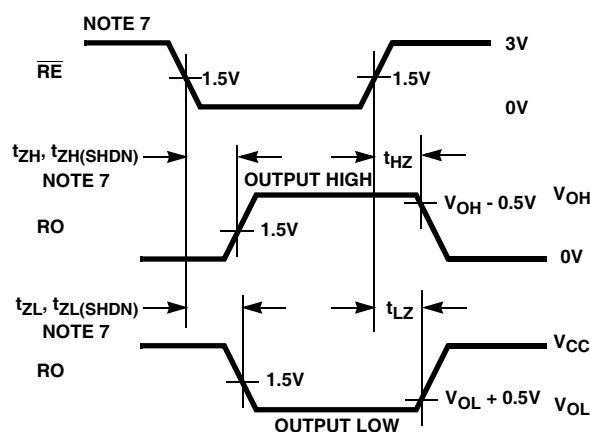 NOTE 7
3V
RE
1.5V
1.5V
0V
tZH, tZH(SHDN)
tHZ
NOTE 7
OUTPUT HIGH
VOH - 0.5V
VOH
RO
1.5V
0V
tZL, tZL(SHDN)
tLZ
NOTE 7
VCC
RO
1.5V
VOL + 0.5V
VOL
OUTPUT LOW